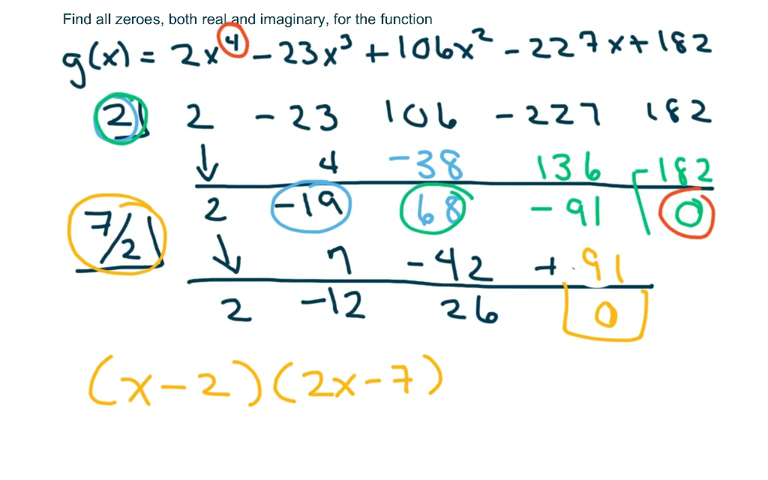 Find all zeroes, both real and imaginary, for the function
g(x) = 2x⁴ - 23x³ + 106x² - 227x + 182
2 2 - 23 106 - 227 182
↓ 4 -38 136 -182
2 -19 68 - 91 0
7/2 ↓ 7 - 42 + 91
2 -12 26 0
(x - 2)(2x - 7)